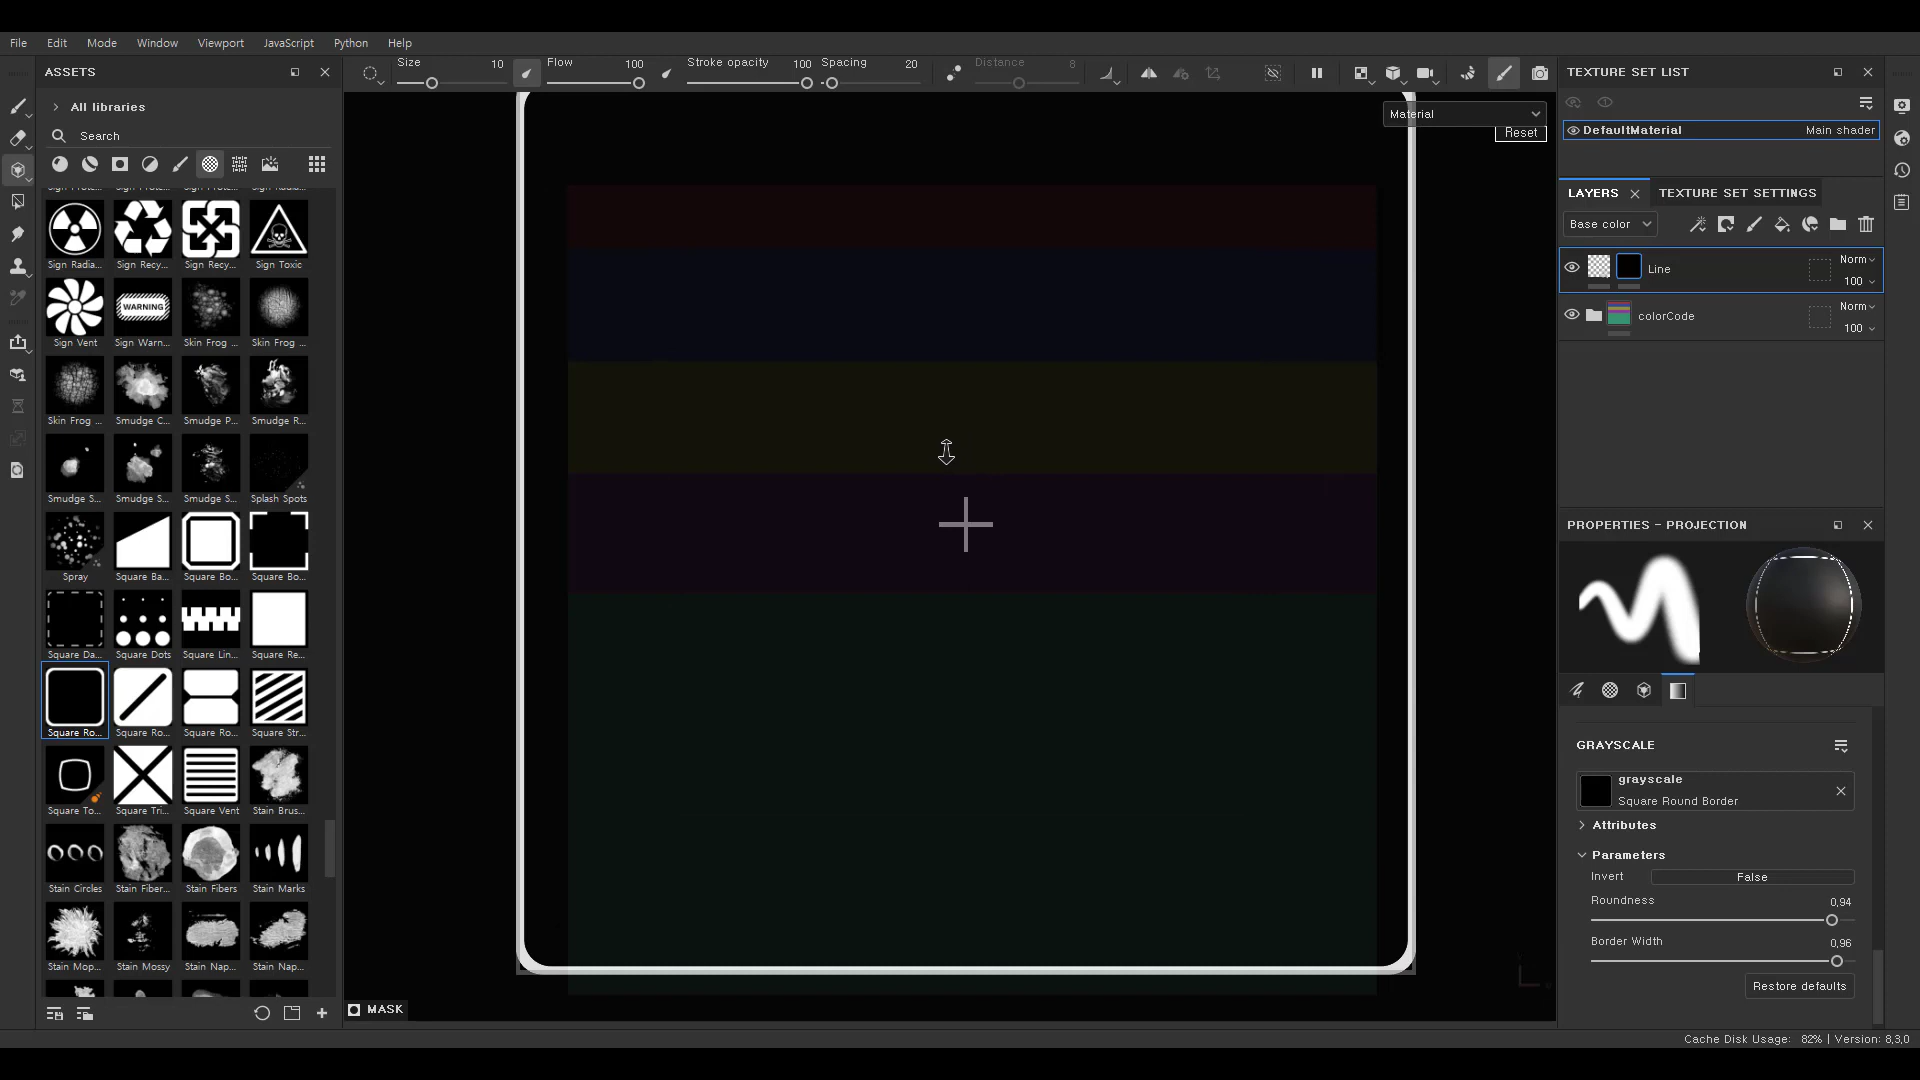 File Edit Mode Window Viewport JavaScript Python Help
ASSETS
Size 10
Flow 100
Stroke opacity 100
Spacing 20
Distance 8
All libraries
Search
Sign Radia...
Sign Recy...
Sign Recy...
Sign Toxic
WARNING
Sign Vent
Sign Warn...
Skin Frog ...
Skin Frog ...
Skin Frog ...
Smudge C...
Smudge P...
Smudge R...
Smudge S...
Smudge S...
Smudge S...
Splash Spots
Spray
Square Ba...
Square Bo...
Square Bo...
Square Da...
Square Dots
Square Lin...
Square Re...
Square Ro...
Square Ro...
Square Ro...
Square Str...
Square To...
Square Tri...
Square Vent
Stain Brus...
Stain Circles
Stain Fiber...
Stain Fibers
Stain Marks
Stain Mop...
Stain Mossy
Stain Nap...
Stain Nap...
Material
Reset
MASK
TEXTURE SET LIST
DefaultMaterial Main shader
LAYERS TEXTURE SET SETTINGS
Base color
Line Norm
100
colorCode Norm
100
PROPERTIES - PROJECTION
GRAYSCALE
grayscale
Square Round Border
Attributes
Parameters
Invert False
Roundness 0,94
Border Width 0,96
Restore defaults
Cache Disk Usage: 82% | Version: 8,3,0